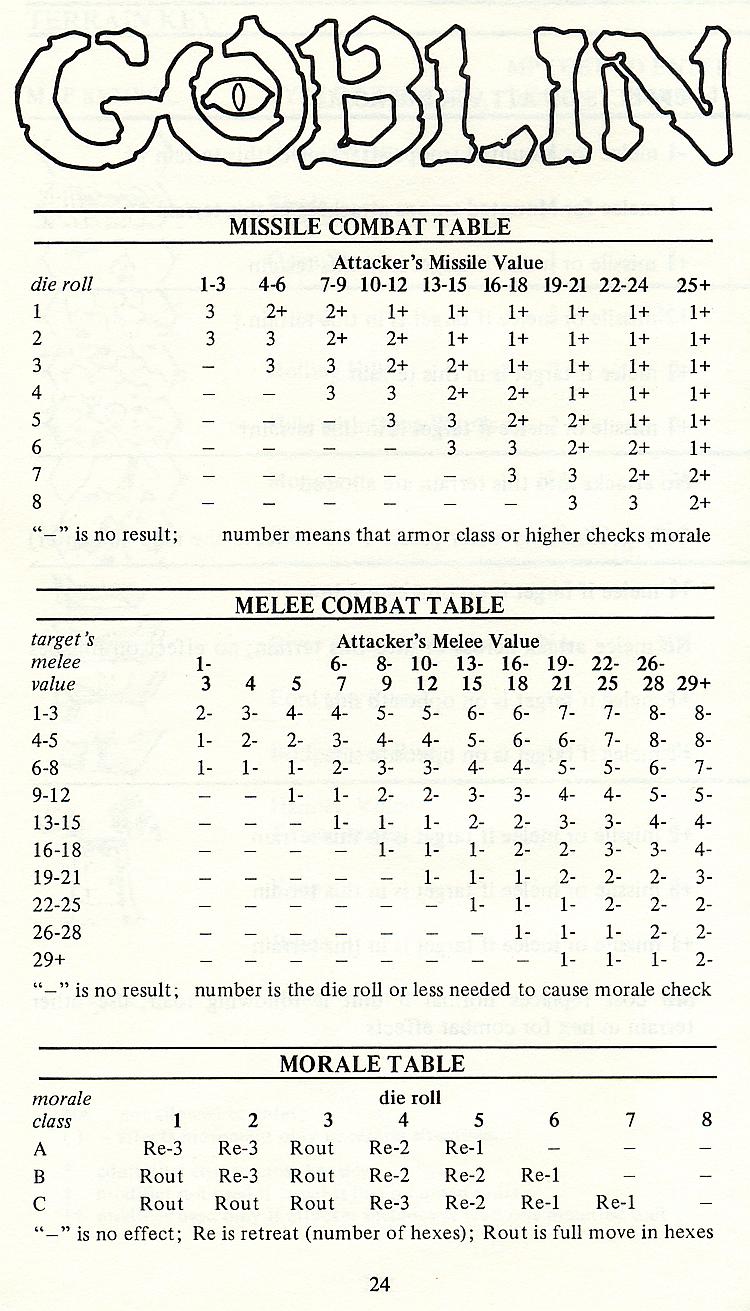 GOBLIN
MISSILE COMBAT TABLE
Attacker's Missile Value
die roll 1-3 4-6 7-9 10-12 13-15 16-18 19-21 22-24 25+
1 3 2+ 2+ 1+ 1+ 1+ 1+ 1+ 1+
2 3 3 2+ 2+ 1+ 1+ 1+ 1+ 1+
3 – 3 3 2+ 2+ 1+ 1+ 1+ 1+
4 – – 3 3 2+ 2+ 1+ 1+ 1+
5 – – – 3 3 2+ 2+ 1+ 1+
6 – – – – 3 3 2+ 2+ 1+
7 – – – – – 3 3 2+ 2+
8 – – – – – – 3 3 2+
“–” is no result; number means that armor class or higher checks morale
MELEE COMBAT TABLE
target's Attacker's Melee Value
melee 1- 6- 8- 10- 13- 16- 19- 22- 26-
value 3 4 5 7 9 12 15 18 21 25 28 29+
1-3 2- 3- 4- 4- 5- 5- 6- 6- 7- 7- 8- 8-
4-5 1- 2- 2- 3- 4- 4- 5- 6- 6- 7- 8- 8-
6-8 1- 1- 1- 2- 3- 3- 4- 4- 5- 5- 6- 7-
9-12 – – 1- 1- 2- 2- 3- 3- 4- 4- 5- 5-
13-15 – – – 1- 1- 1- 2- 2- 3- 3- 4- 4-
16-18 – – – – 1- 1- 1- 2- 2- 3- 3- 4-
19-21 – – – – – 1- 1- 1- 2- 2- 2- 3-
22-25 – – – – – – 1- 1- 1- 2- 2- 2-
26-28 – – – – – – – 1- 1- 1- 2- 2-
29+ – – – – – – – – 1- 1- 1- 2-
“–” is no result; number is the die roll or less needed to cause morale check
MORALE TABLE
morale die roll
class 1 2 3 4 5 6 7 8
A Re-3 Re-3 Rout Re-2 Re-1 – – –
B Rout Re-3 Rout Re-2 Re-2 Re-1 – –
C Rout Rout Rout Re-3 Re-2 Re-1 Re-1 –
“–” is no effect; Re is retreat (number of hexes); Rout is full move in hexes
24